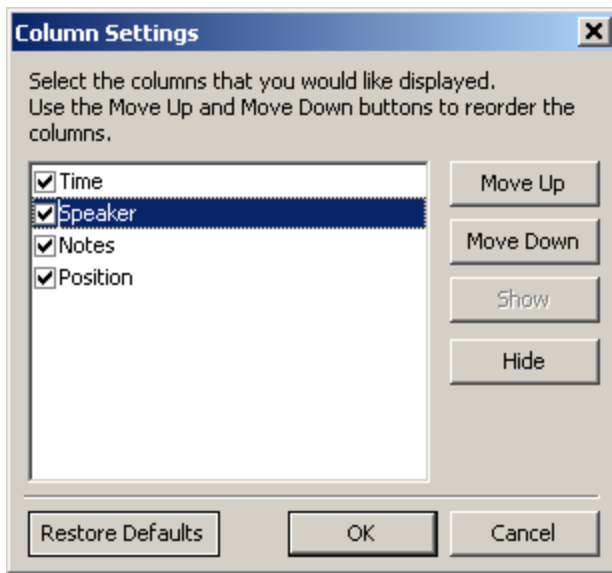 Column Settings
Select the columns that you would like displayed.
Use the Move Up and Move Down buttons to reorder the
columns.
Time
Speaker
Notes
Position
Move Up
Move Down
Show
Hide
Restore Defaults
OK
Cancel